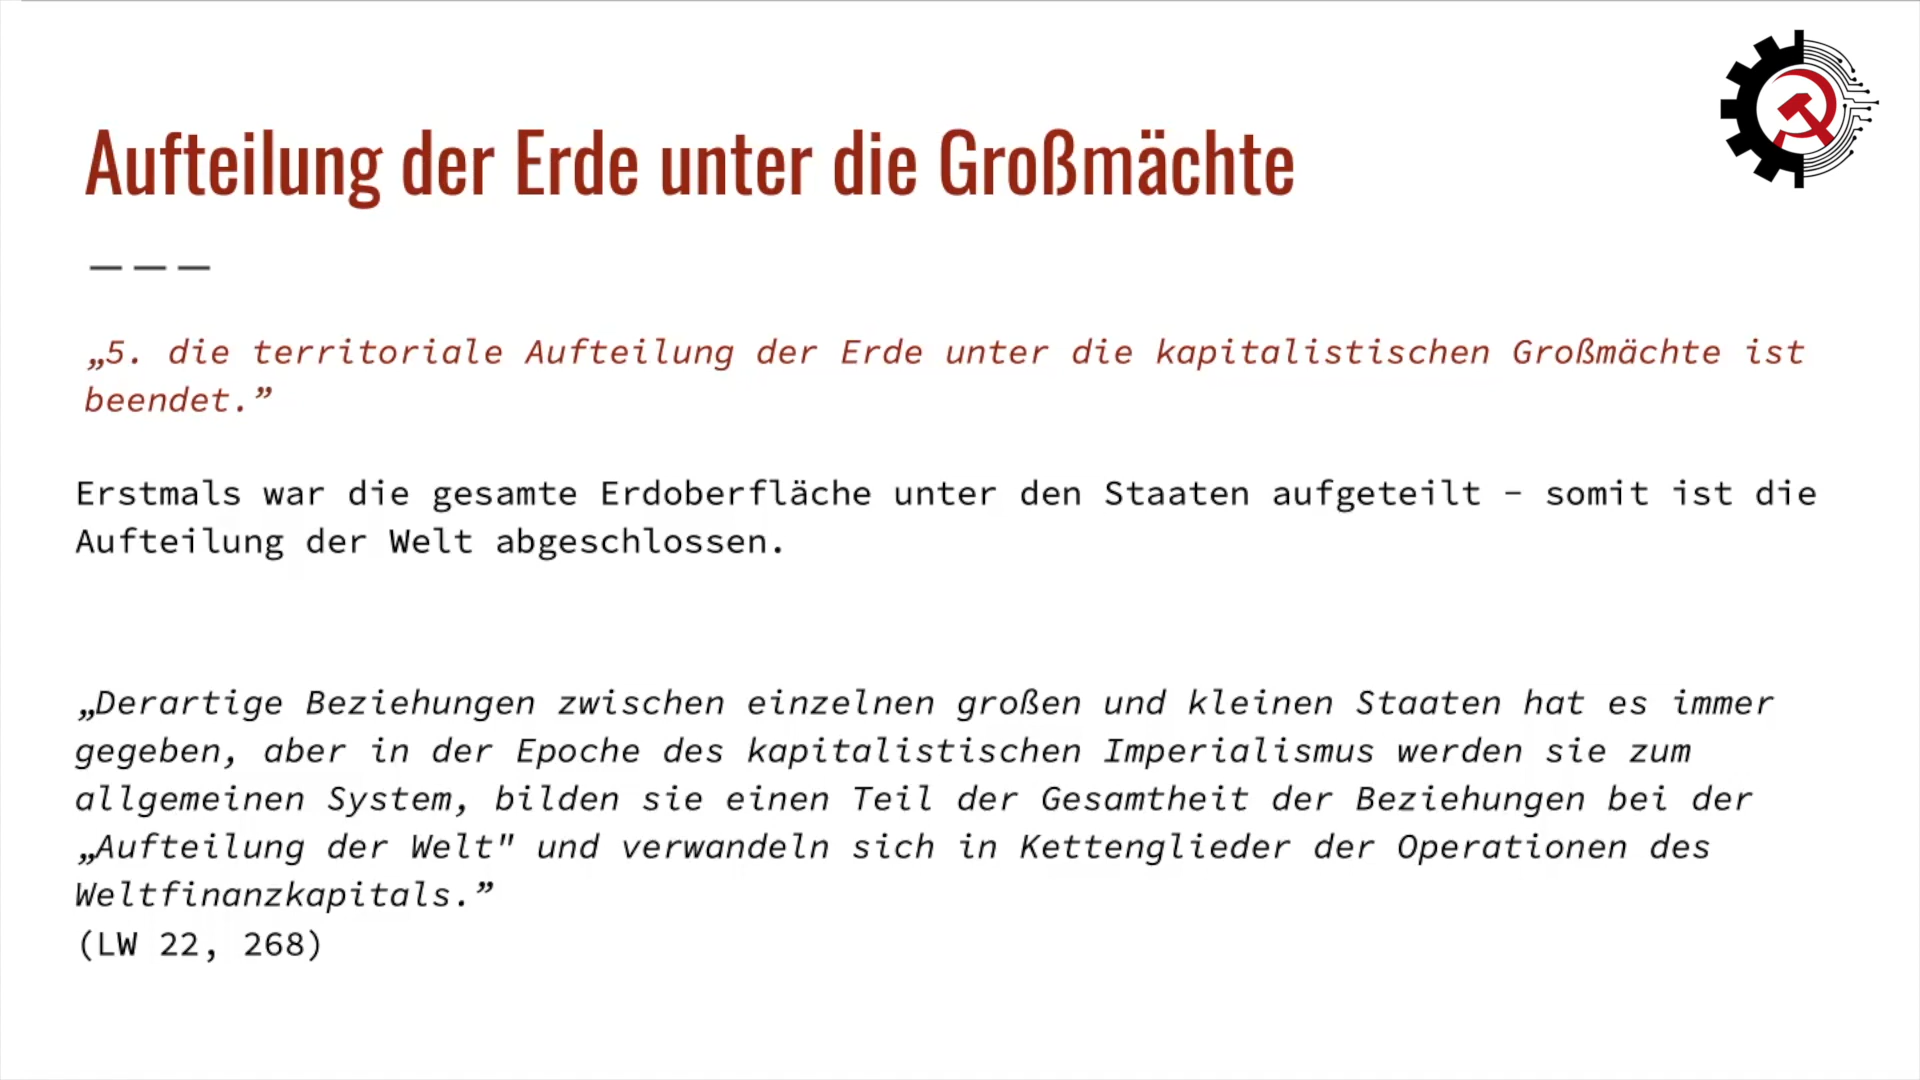 Aufteilung der Erde unter die Großmächte
„5. die territoriale Aufteilung der Erde unter die kapitalistischen Großmächte ist
beendet.”
Erstmals war die gesamte Erdoberfläche unter den Staaten aufgeteilt – somit ist die
Aufteilung der Welt abgeschlossen.
„Derartige Beziehungen zwischen einzelnen großen und kleinen Staaten hat es immer
gegeben, aber in der Epoche des kapitalistischen Imperialismus werden sie zum
allgemeinen System, bilden sie einen Teil der Gesamtheit der Beziehungen bei der
„Aufteilung der Welt" und verwandeln sich in Kettenglieder der Operationen des
Weltfinanzkapitals.”
(LW 22, 268)